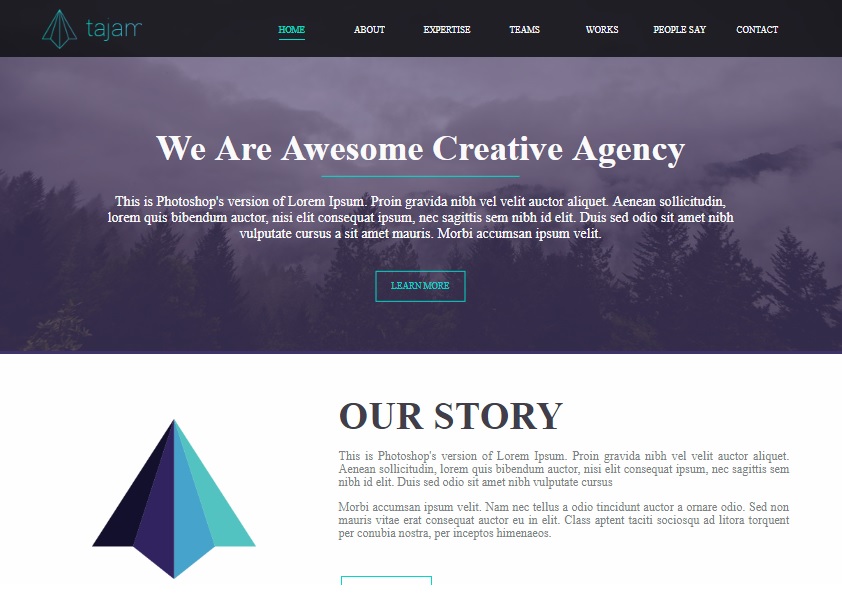 tajam
HOME ABOUT EXPERTISE TEAMS WORKS PEOPLE SAY CONTACT
We Are Awesome Creative Agency
This is Photoshop's version of Lorem Ipsum. Proin gravida nibh vel velit auctor aliquet. Aenean sollicitudin,
lorem quis bibendum auctor, nisi elit consequat ipsum, nec sagittis sem nibh id elit. Duis sed odio sit amet nibh
vulputate cursus a sit amet mauris. Morbi accumsan ipsum velit.
LEARN MORE
OUR STORY
This is Photoshop's version of Lorem Ipsum. Proin gravida nibh vel velit auctor aliquet.
Aenean sollicitudin, lorem quis bibendum auctor, nisi elit consequat ipsum, nec sagittis sem
nibh id elit. Duis sed odio sit amet nibh vulputate cursus
Morbi accumsan ipsum velit. Nam nec tellus a odio tincidunt auctor a ornare odio. Sed non
mauris vitae erat consequat auctor eu in elit. Class aptent taciti sociosqu ad litora torquent
per conubia nostra, per inceptos himenaeos.